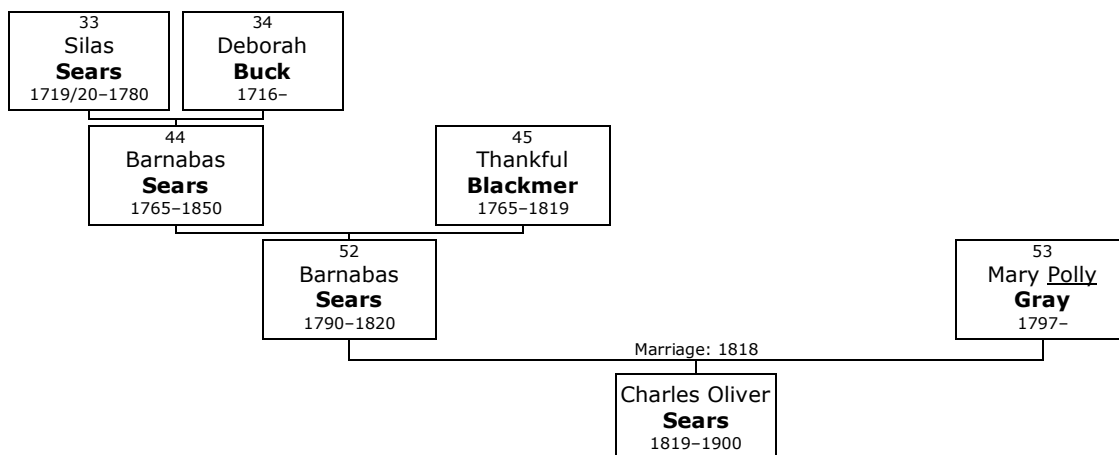 33
Silas
Sears
1719/20–1780
34
Deborah
Buck
1716–
44
Barnabas
Sears
1765–1850
45
Thankful
Blackmer
1765–1819
52
Barnabas
Sears
1790–1820
53
Mary Polly
Gray
1797–
Marriage: 1818
Charles Oliver
Sears
1819–1900